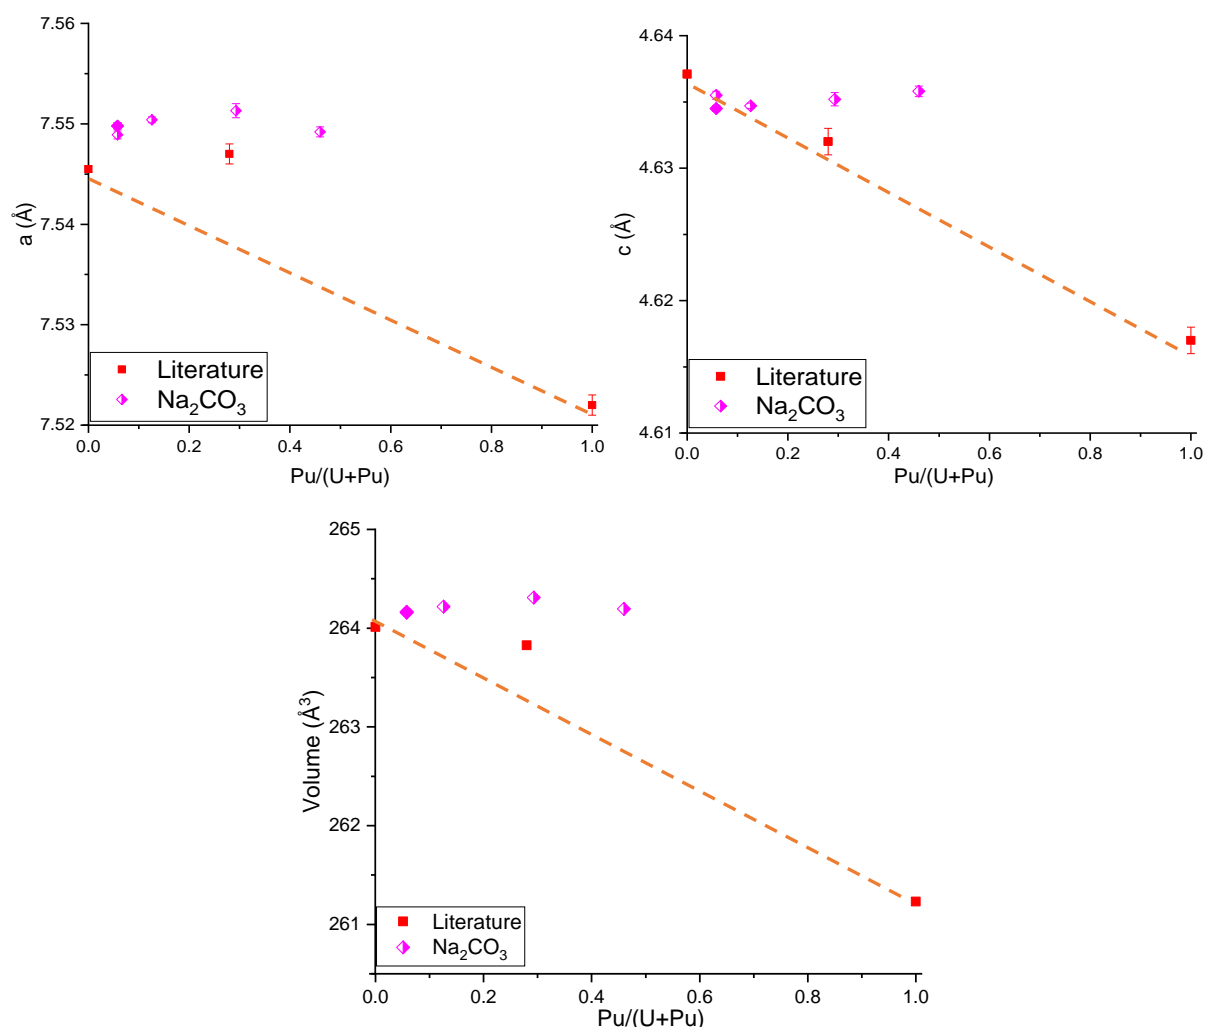 7.56
7.55
7.54
7.53
7.52
a (Å)
Literature
Na₂CO₃
0.0 0.2 0.4 0.6 0.8 1.0
Pu/(U+Pu)
4.64
4.63
4.62
4.61
c (Å)
Literature
Na₂CO₃
0.0 0.2 0.4 0.6 0.8 1.0
Pu/(U+Pu)
265
264
263
262
261
Volume (Å³)
Literature
Na₂CO₃
0.0 0.2 0.4 0.6 0.8 1.0
Pu/(U+Pu)